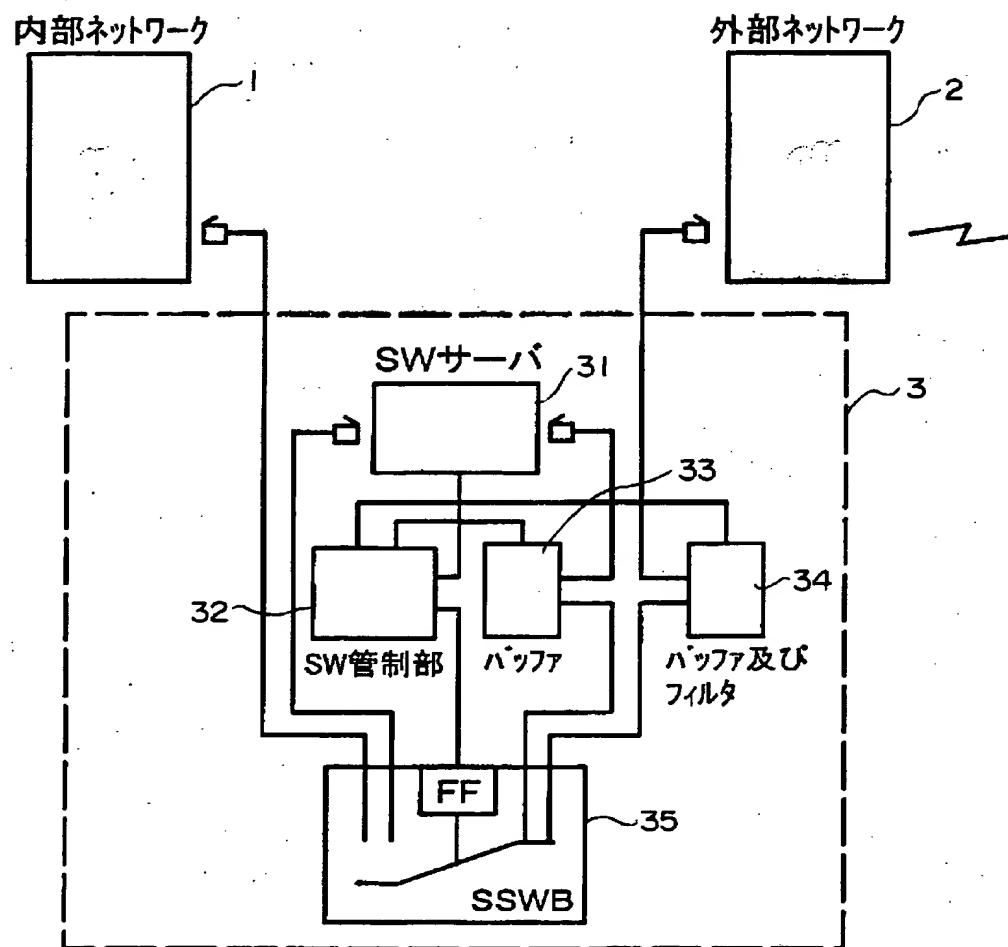 内部ネットワーク
外部ネットワーク
1
2
SWサーバ
31
3
33
32
34
SW管制部
バッファ
バッファ及び
フィルタ
FF
35
SSWB